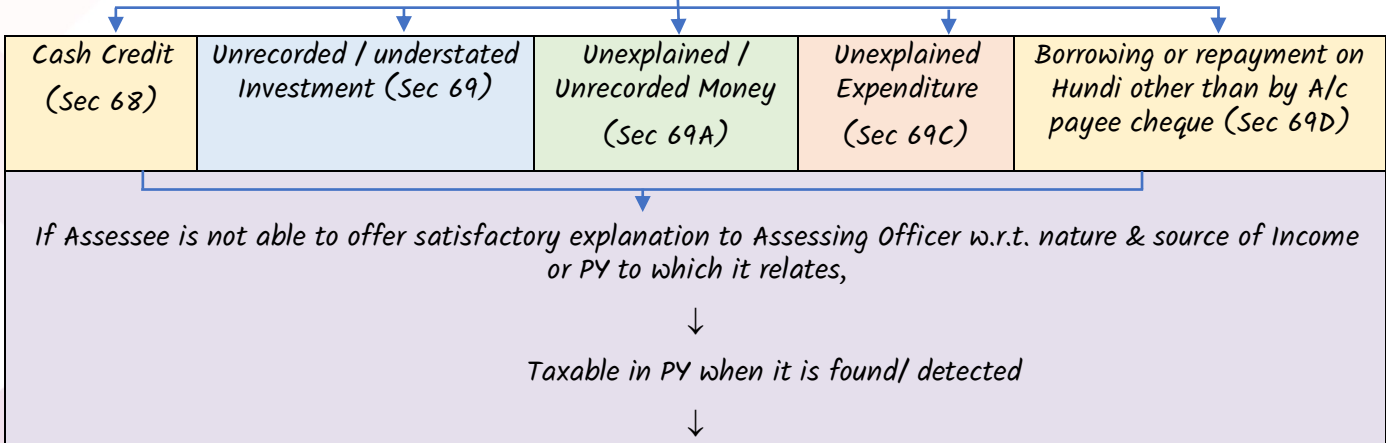 Cash Credit
(Sec 68)
Unrecorded / understated
Investment (Sec 69)
Unexplained /
Unrecorded Money
(Sec 69A)
Unexplained
Expenditure
(Sec 69C)
Borrowing or repayment on
Hundi other than by A/c
payee cheque (Sec 69D)
If Assessee is not able to offer satisfactory explanation to Assessing Officer w.r.t. nature & source of Income
or PY to which it relates,
↓
Taxable in PY when it is found/ detected
↓